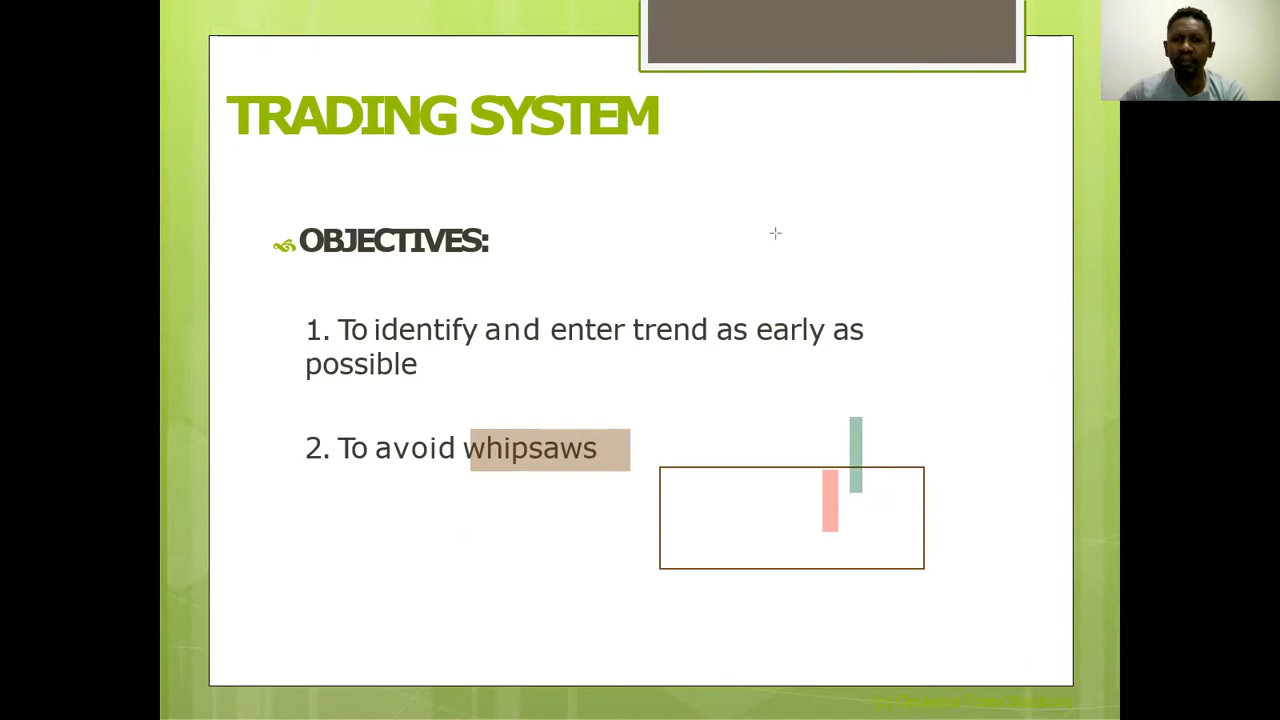 TRADING SYSTEM
OBJECTIVES:
1. To identify and enter trend as early as
possible
2. To avoid whipsaws